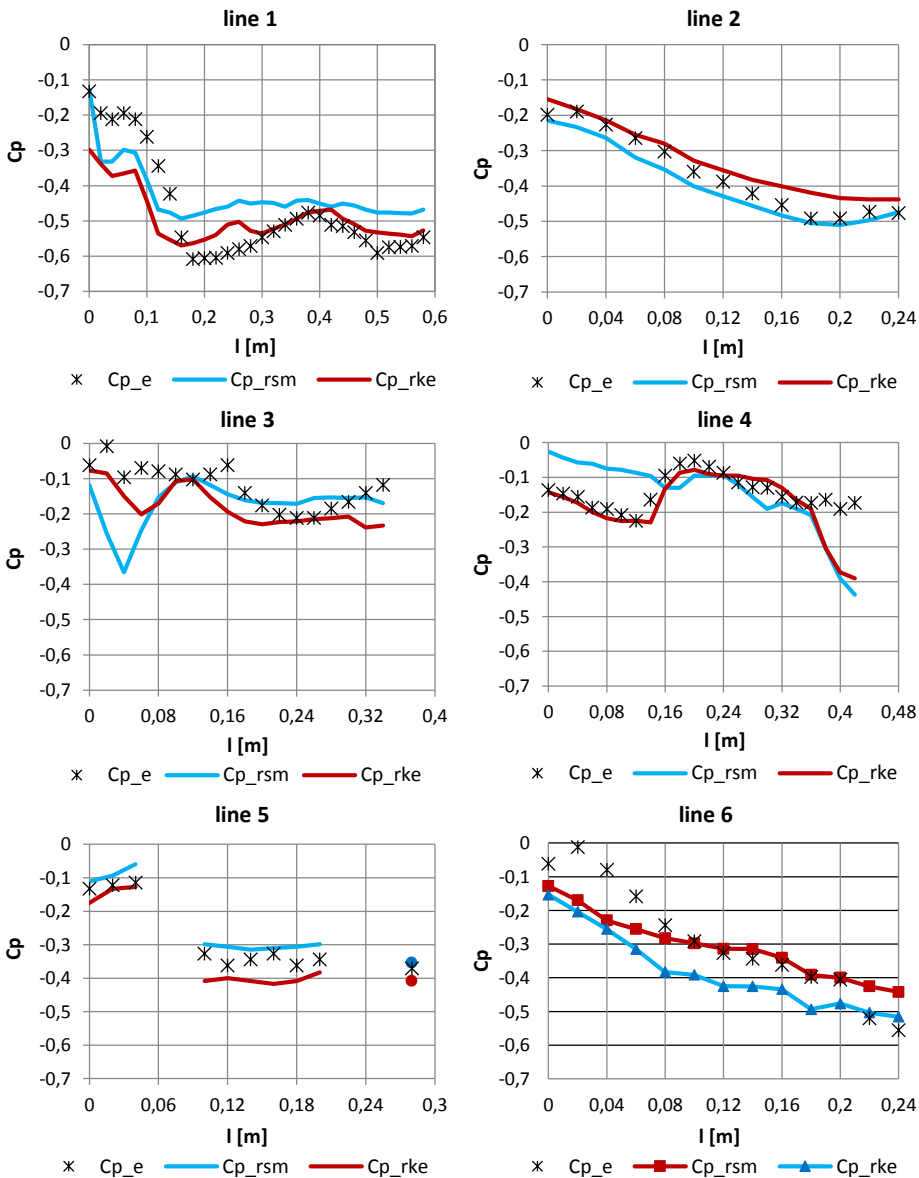 line 1
0
-0,1
-0,2
-0,3
-0,4
-0,5
-0,6
-0,7
Cp
0 0,1 0,2 0,3 0,4 0,5 0,6
l [m]
Cp_e Cp_rsm Cp_rke
line 2
0
-0,1
-0,2
-0,3
-0,4
-0,5
-0,6
-0,7
Cp
0 0,04 0,08 0,12 0,16 0,2 0,24
l [m]
Cp_e Cp_rsm Cp_rke
line 3
0
-0,1
-0,2
-0,3
-0,4
-0,5
-0,6
-0,7
Cp
0 0,08 0,16 0,24 0,32 0,4
l [m]
Cp_e Cp_rsm Cp_rke
line 4
0
-0,1
-0,2
-0,3
-0,4
-0,5
-0,6
-0,7
Cp
0 0,08 0,16 0,24 0,32 0,4 0,48
l [m]
Cp_e Cp_rsm Cp_rke
line 5
0
-0,1
-0,2
-0,3
-0,4
-0,5
-0,6
-0,7
Cp
0 0,06 0,12 0,18 0,24 0,3
l [m]
Cp_e Cp_rsm Cp_rke
line 6
0
-0,1
-0,2
-0,3
-0,4
-0,5
-0,6
-0,7
Cp
0 0,04 0,08 0,12 0,16 0,2 0,24
l [m]
Cp_e Cp_rsm Cp_rke